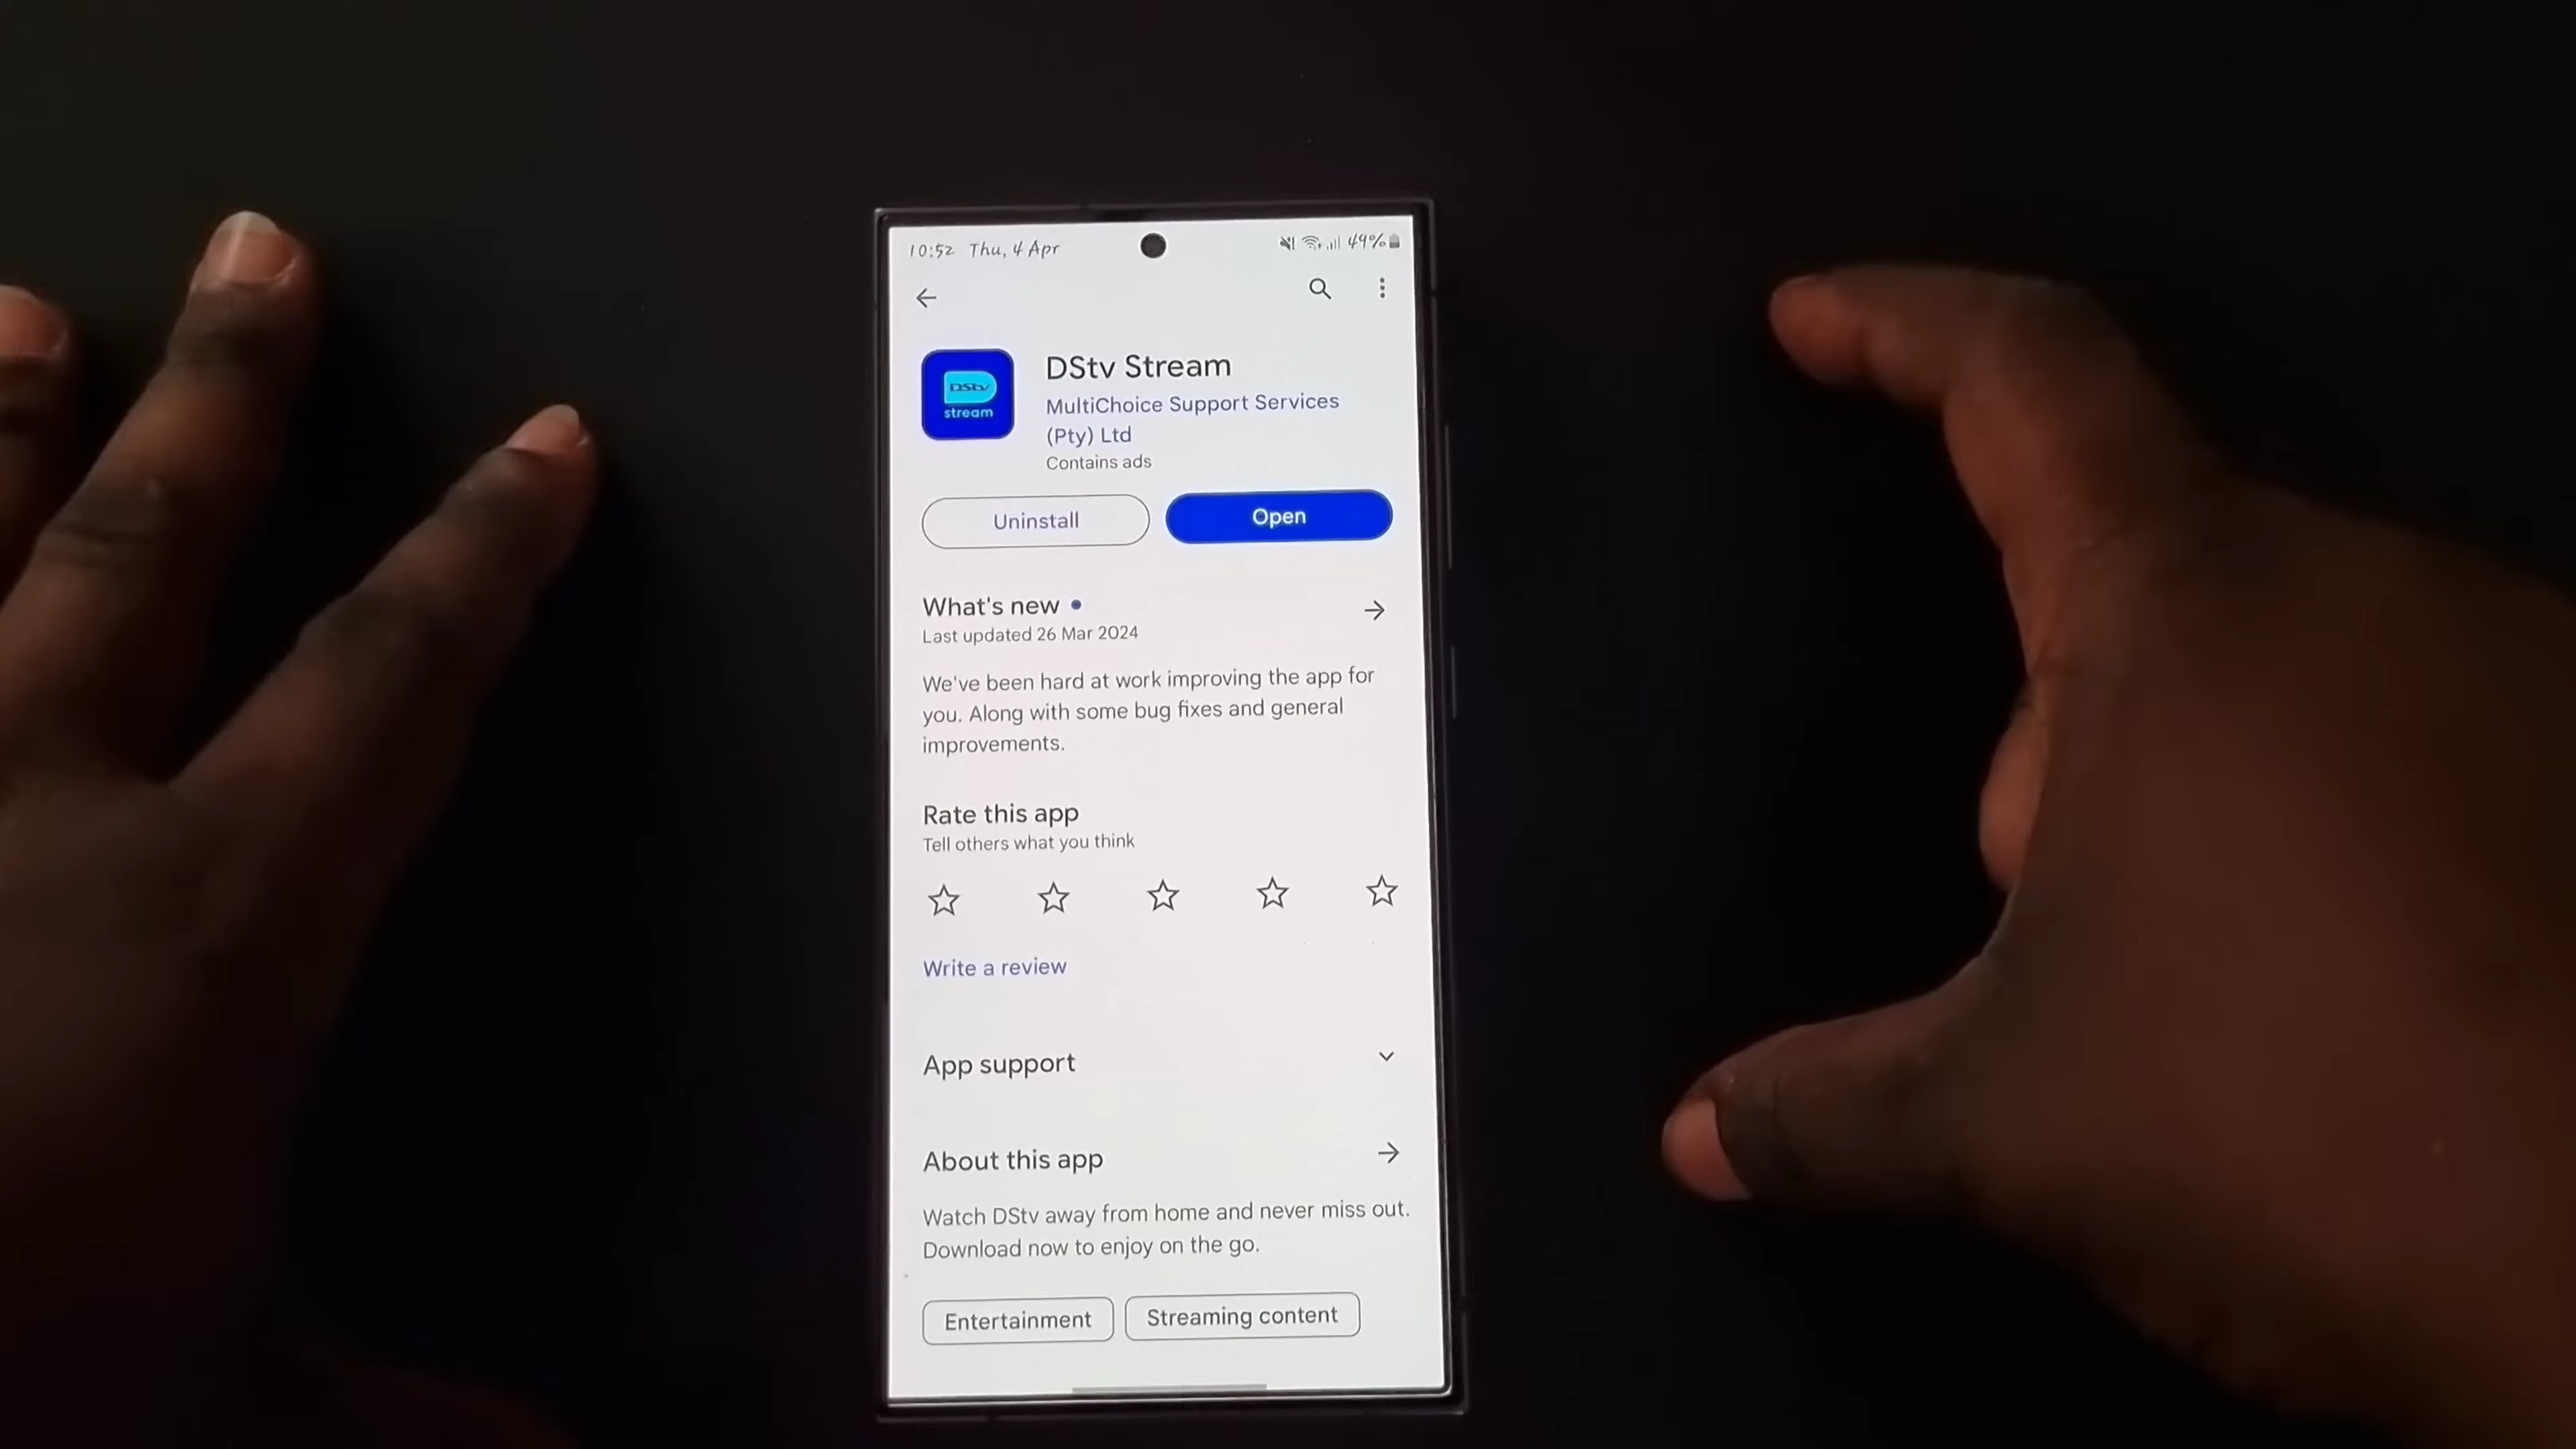 10:52 Thu, 4 Apr
49%
DStv
stream
DStv Stream
MultiChoice Support Services
(Pty) Ltd
Contains ads
Uninstall
Open
What's new
Last updated 26 Mar 2024
We've been hard at work improving the app for
you. Along with some bug fixes and general
improvements.
Rate this app
Tell others what you think
Write a review
App support
About this app
Watch DStv away from home and never miss out.
Download now to enjoy on the go.
Entertainment
Streaming content